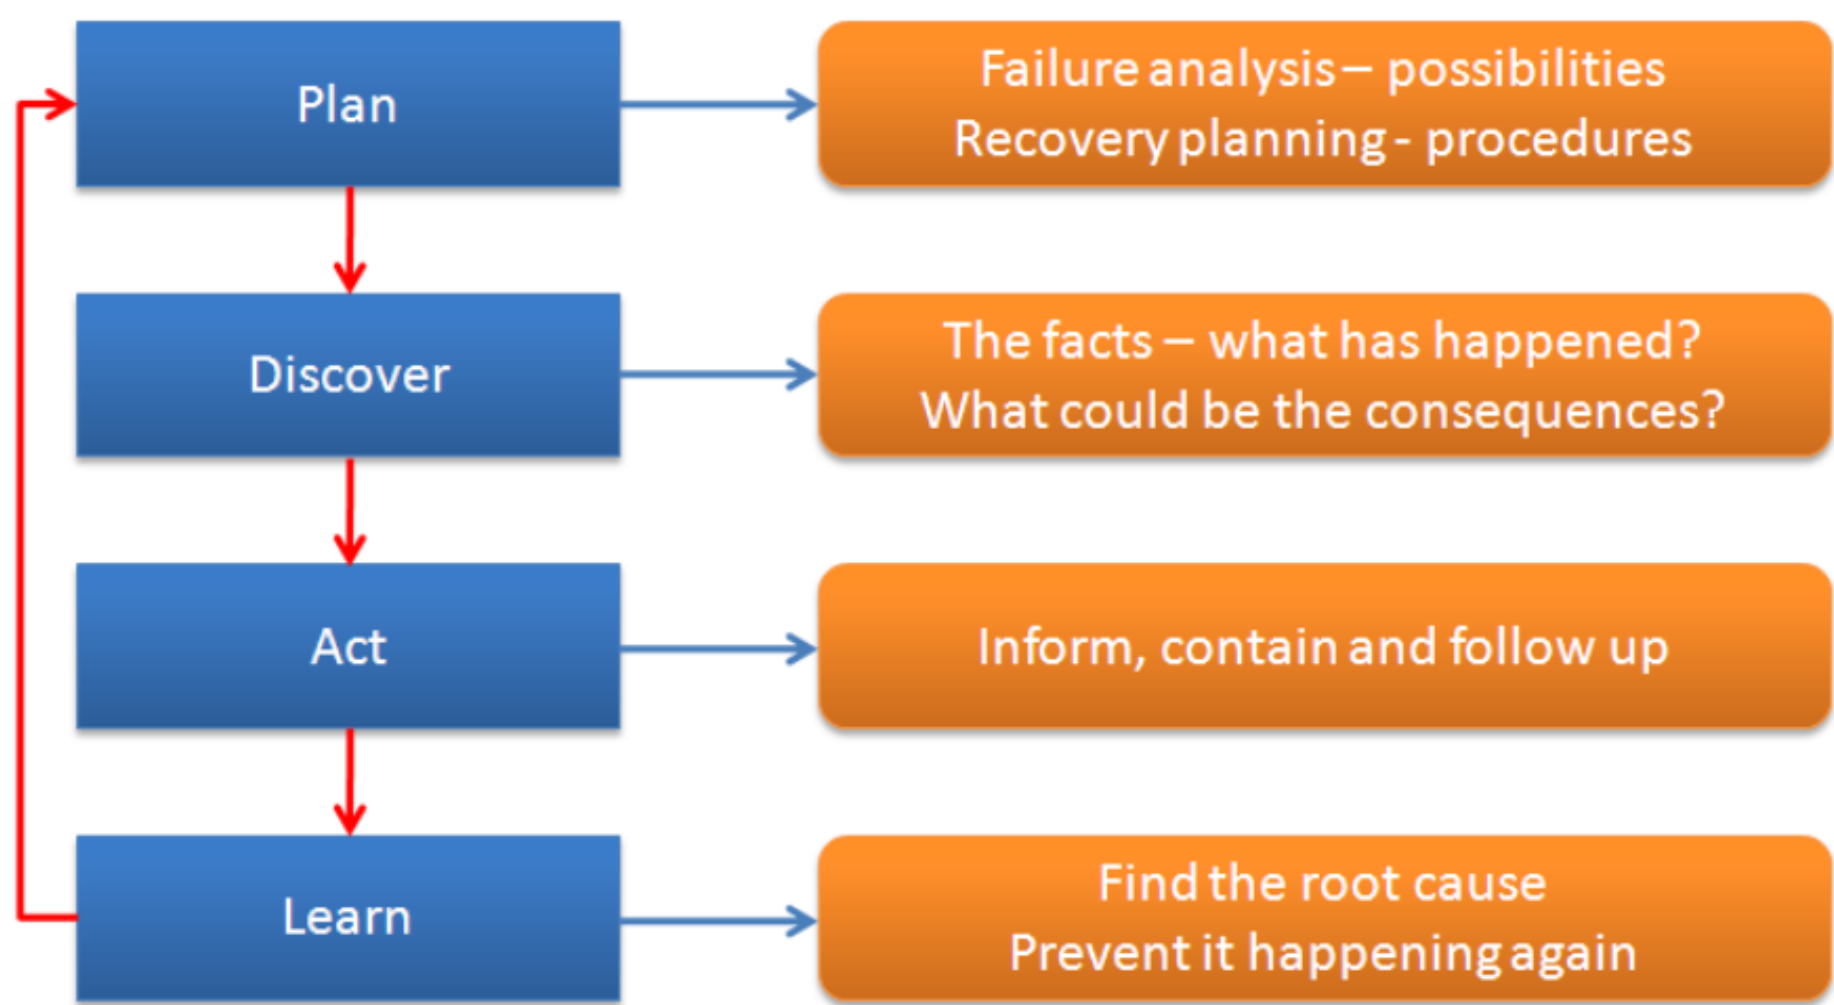 Plan
Failure analysis – possibilities
Recovery planning - procedures
Discover
The facts – what has happened?
What could be the consequences?
Act
Inform, contain and follow up
Learn
Find the root cause
Prevent it happening again